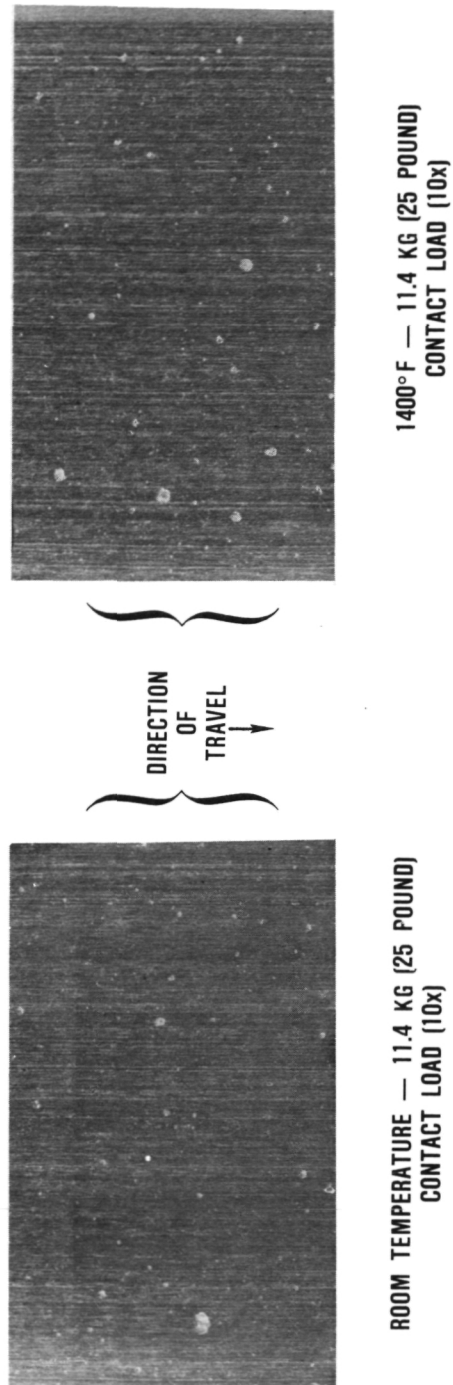 ROOM TEMPERATURE — 11.4 KG (25 POUND)
CONTACT LOAD (10x)
DIRECTION
OF
TRAVEL
1400°F — 11.4 KG (25 POUND)
CONTACT LOAD (10x)